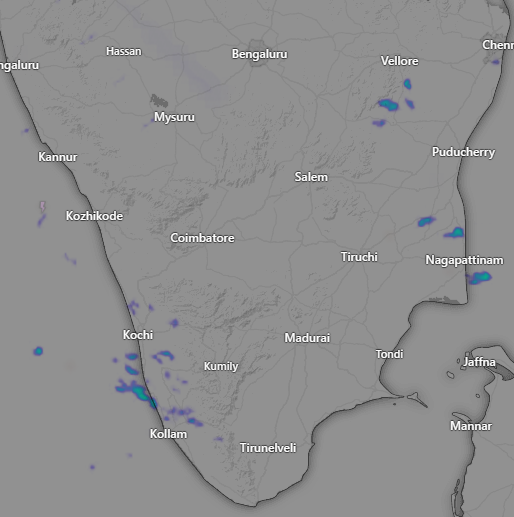 Hassan
Bengaluru
Chenn
ngaluru
Vellore
Mysuru
Kannur
Puducherry
Salem
Kozhikode
Coimbatore
Tiruchi
Nagapattinam
Kochi
Madurai
Tondi
Kumily
Jaffna
Mannar
Kollam
Tirunelveli